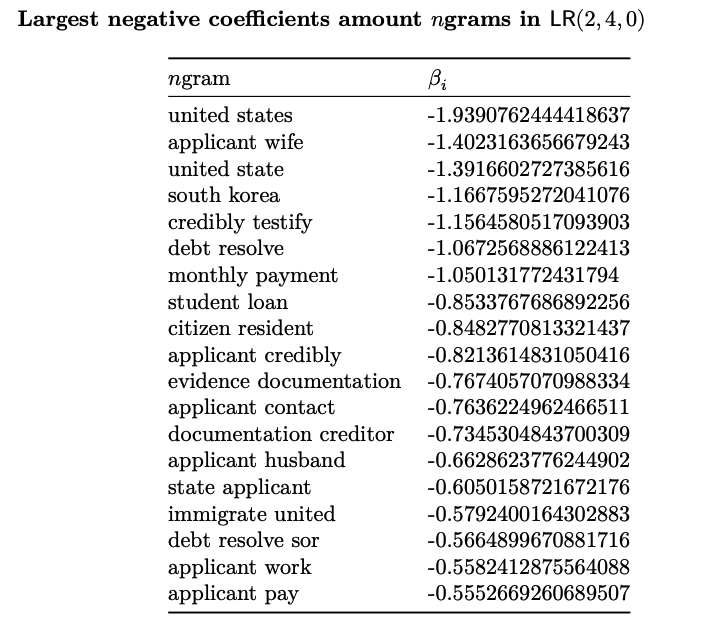 Largest negative coefficients amount ngrams in LR(2, 4, 0)
ngram βi
united states -1.9390762444418637
applicant wife -1.4023163656679243
united state -1.3916602727385616
south korea -1.1667595272041076
credibly testify -1.1564580517093903
debt resolve -1.0672568886122413
monthly payment -1.050131772431794
student loan -0.8533767686892256
citizen resident -0.8482770813321437
applicant credibly -0.8213614831050416
evidence documentation -0.7674057070988334
applicant contact -0.7636224962466511
documentation creditor -0.7345304843700309
applicant husband -0.6628623776244902
state applicant -0.6050158721672176
immigrate united -0.5792400164302883
debt resolve sor -0.5664899670881716
applicant work -0.5582412875564088
applicant pay -0.5552669260689507